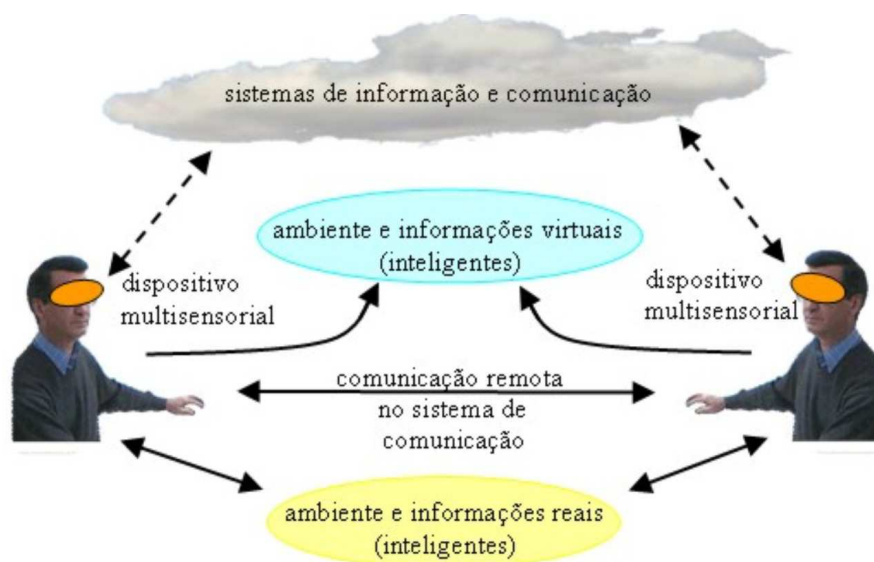 sistemas de informação e comunicação
ambiente e informações virtuais
(inteligentes)
dispositivo
multisensorial
dispositivo
multisensorial
comunicação remota
no sistema de
comunicação
ambiente e informações reais
(inteligentes)